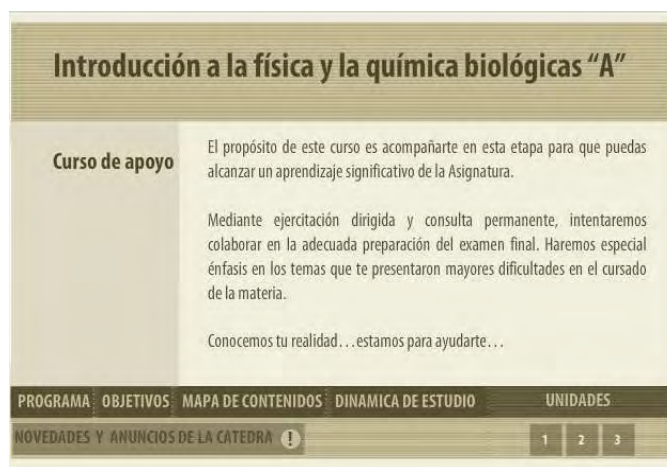 Introducción a la física y la química biológicas “A”
Curso de apoyo
El propósito de este curso es acompañarte en esta etapa para que puedas
alcanzar un aprendizaje significativo de la Asignatura.
Mediante ejercitación dirigida y consulta permanente, intentaremos
colaborar en la adecuada preparación del examen final. Haremos especial
énfasis en los temas que te presentaron mayores dificultades en el cursado
de la materia.
Conocemos tu realidad...estamos para ayudarte...
PROGRAMA OBJETIVOS MAPA DE CONTENIDOS DINAMICA DE ESTUDIO UNIDADES
NOVEDADES Y ANUNCIOS DE LA CATEDRA ! 1 2 3